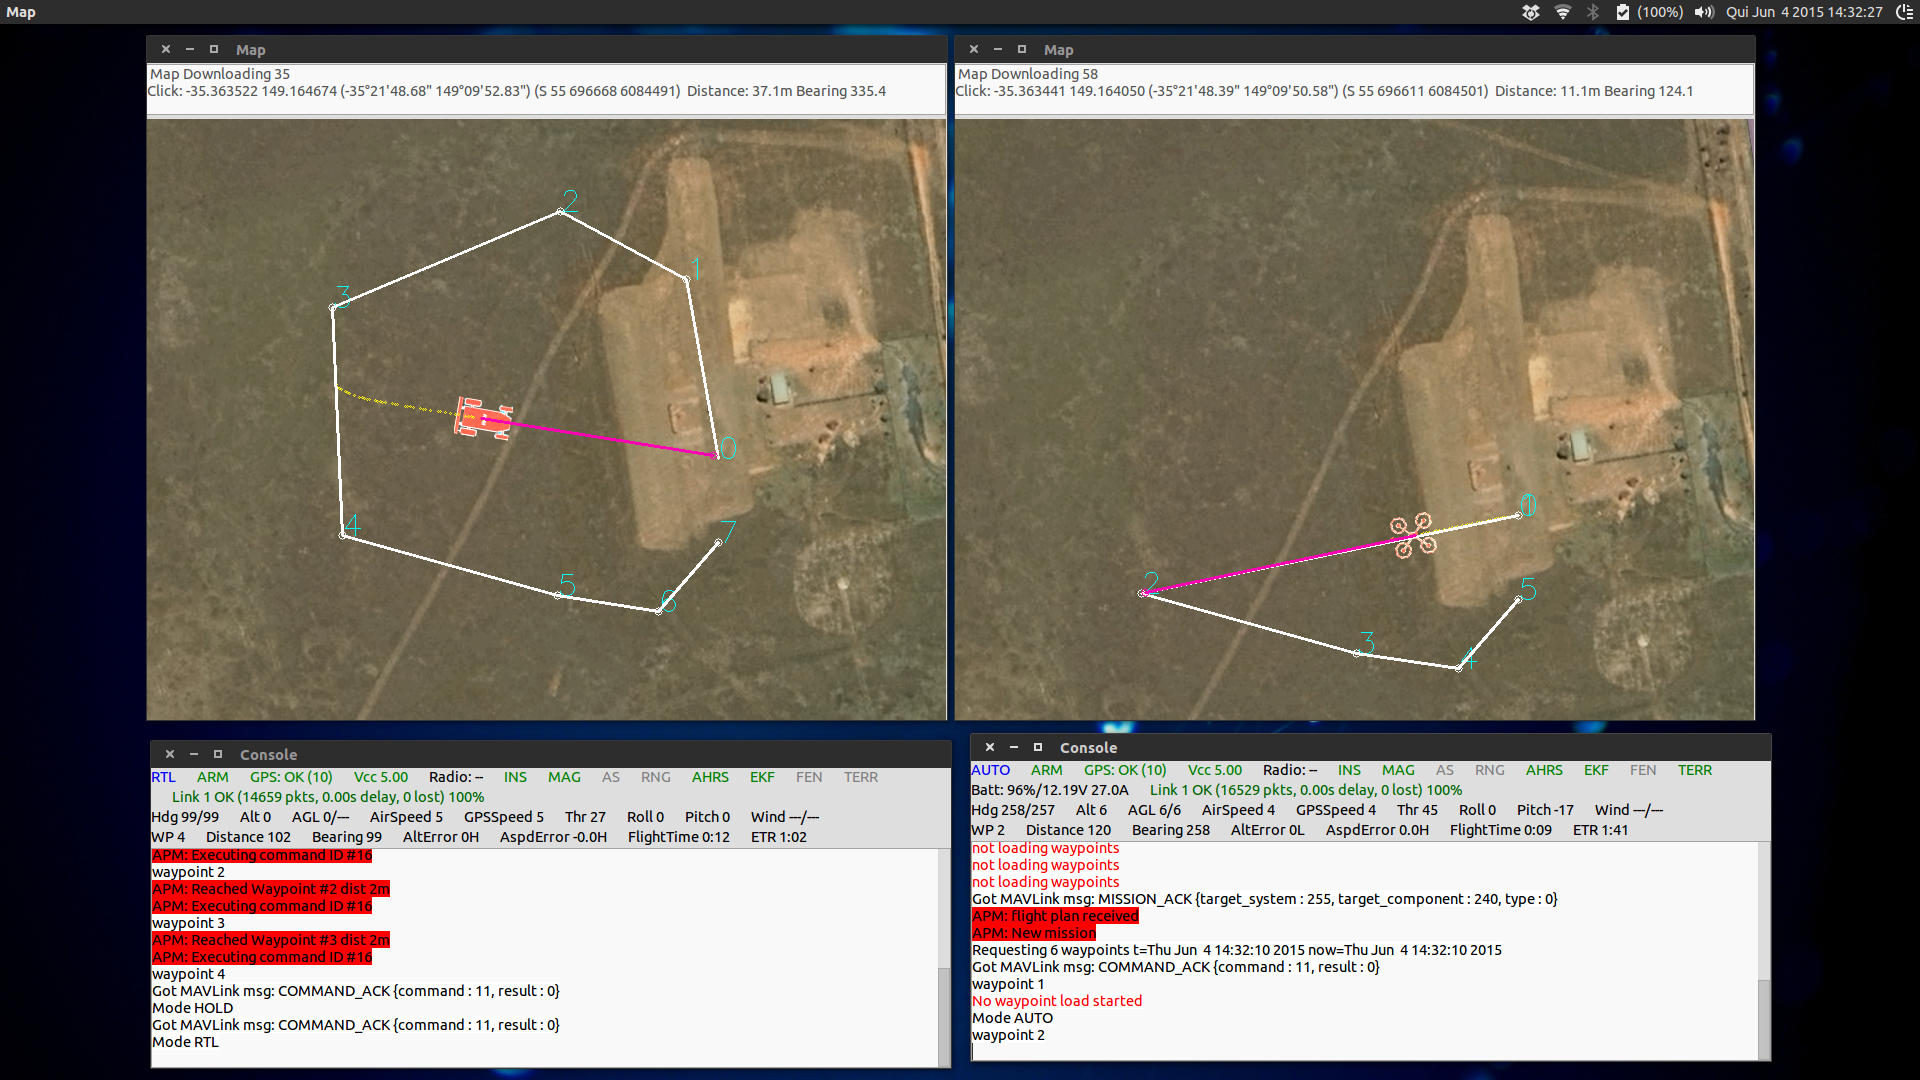 Map
(100%) Qui Jun 4 2015 14:32:27
Map
Map Downloading 35
Click: -35.363522 149.164674 (-35°21'48.68" 149°09'52.83") (S 55 696668 6084491) Distance: 37.1m Bearing 335.4
2
1
3
0
4
7
5
6
Map
Map Downloading 58
Click: -35.363441 149.164050 (-35°21'48.39" 149°09'50.58") (S 55 696611 6084501) Distance: 11.1m Bearing 124.1
0
2
5
3
4
Console
RTL ARM GPS: OK (10) Vcc 5.00 Radio: -- INS MAG AS RNG AHRS EKF FEN TERR
Link 1 OK (14659 pkts, 0.00s delay, 0 lost) 100%
Hdg 99/99 Alt 0 AGL 0/--- AirSpeed 5 GPSSpeed 5 Thr 27 Roll 0 Pitch 0 Wind ---/---
WP 4 Distance 102 Bearing 99 AltError 0H AspdError -0.0H FlightTime 0:12 ETR 1:02
APM: Executing command ID #16
waypoint 2
APM: Reached Waypoint #2 dist 2m
APM: Executing command ID #16
waypoint 3
APM: Reached Waypoint #3 dist 2m
APM: Executing command ID #16
waypoint 4
Got MAVLink msg: COMMAND_ACK {command : 11, result : 0}
Mode HOLD
Got MAVLink msg: COMMAND_ACK {command : 11, result : 0}
Mode RTL
Console
AUTO ARM GPS: OK (10) Vcc 5.00 Radio: -- INS MAG AS RNG AHRS EKF FEN TERR
Batt: 96%/12.19V 27.0A Link 1 OK (16529 pkts, 0.00s delay, 0 lost) 100%
Hdg 258/257 Alt 6 AGL 6/6 AirSpeed 4 GPSSpeed 4 Thr 45 Roll 0 Pitch -17 Wind ---/---
WP 2 Distance 120 Bearing 258 AltError 0L AspdError 0.0H FlightTime 0:09 ETR 1:41
not loading waypoints
not loading waypoints
not loading waypoints
Got MAVLink msg: MISSION_ACK {target_system : 255, target_component : 240, type : 0}
APM: flight plan received
APM: New mission
Requesting 6 waypoints t=Thu Jun 4 14:32:10 2015 now=Thu Jun 4 14:32:10 2015
Got MAVLink msg: COMMAND_ACK {command : 11, result : 0}
waypoint 1
No waypoint load started
Mode AUTO
waypoint 2